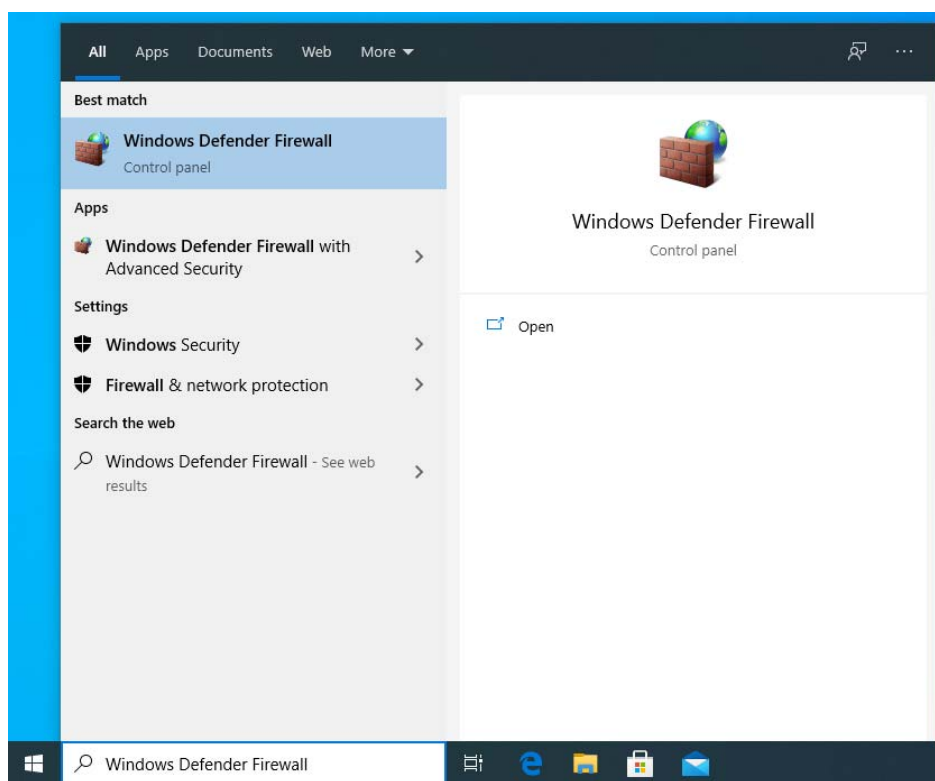 All Apps Documents Web More
Best match
Windows Defender Firewall
Control panel
Apps
Windows Defender Firewall with
Advanced Security
Settings
Windows Security
Firewall & network protection
Search the web
Windows Defender Firewall - See web
results
Windows Defender Firewall
Control panel
Open
Windows Defender Firewall